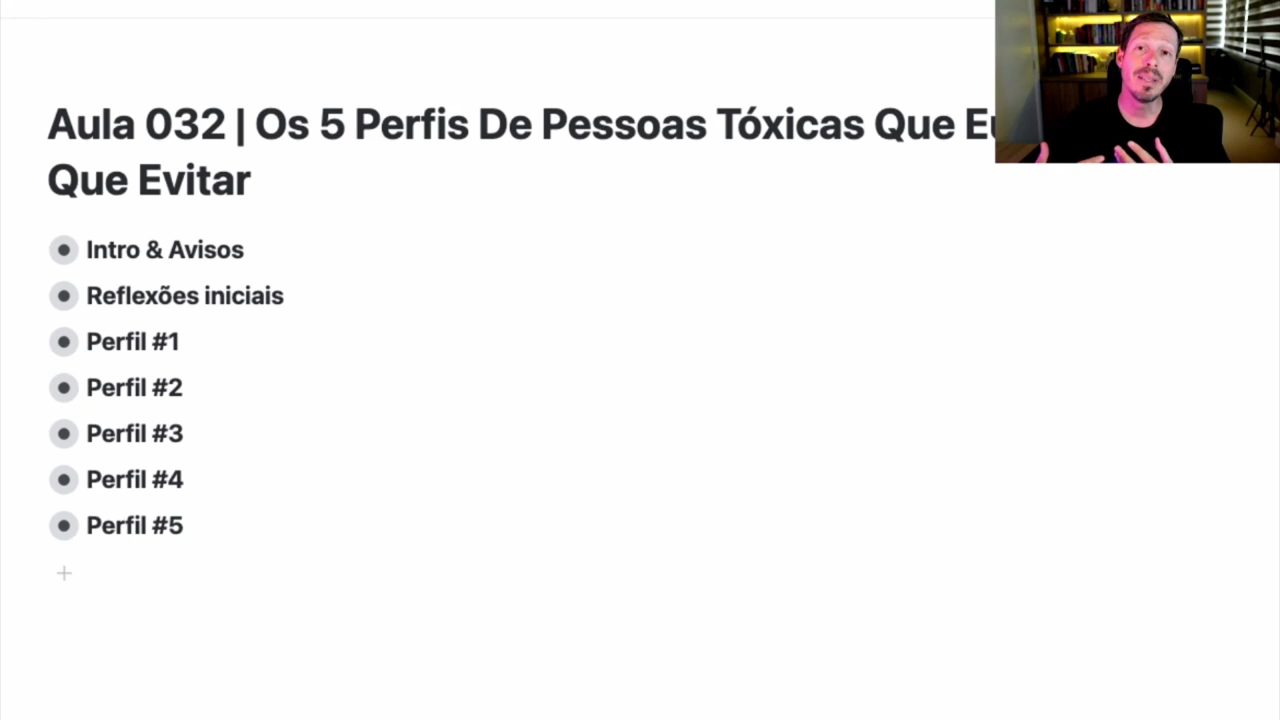 Aula 032 | Os 5 Perfis De Pessoas Tóxicas Que
Que Evitar
Intro & Avisos
Reflexões iniciais
Perfil #1
Perfil #2
Perfil #3
Perfil #4
Perfil #5